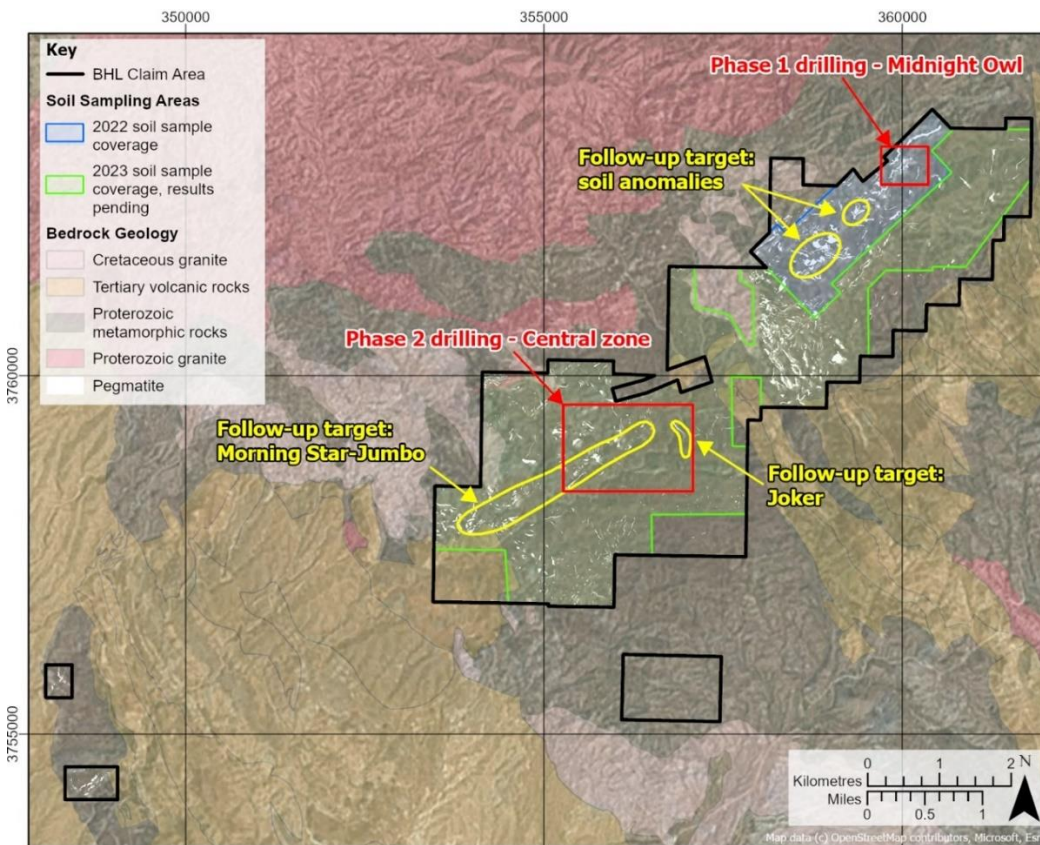 350000
355000
360000
Key
BHL Claim Area
Soil Sampling Areas
2022 soil sample
coverage
2023 soil sample
coverage, results
pending
Bedrock Geology
Cretaceous granite
Tertiary volcanic rocks
Proterozoic
metamorphic rocks
Proterozoic granite
Pegmatite
Phase 1 drilling - Midnight Owl
Follow-up target:
soil anomalies
Phase 2 drilling - Central zone
3760000
Follow-up target:
Morning Star-Jumbo
Follow-up target:
Joker
3755000
0 1 2
Kilometres
Miles
0 0.5 1
N
Map data (c) OpenStreetMap contributors, Microsoft,